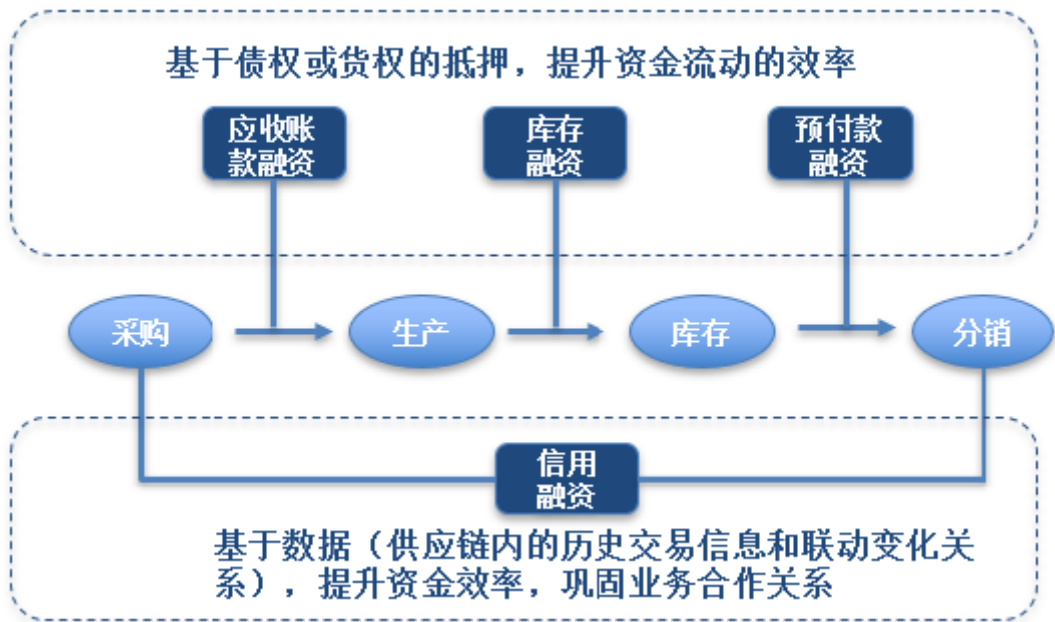 基于债权或货权的抵押，提升资金流动的效率
应收账
款融资
库存
融资
预付款
融资
采购
生产
库存
分销
信用
融资
基于数据（供应链内的历史交易信息和联动变化关
系），提升资金效率，巩固业务合作关系